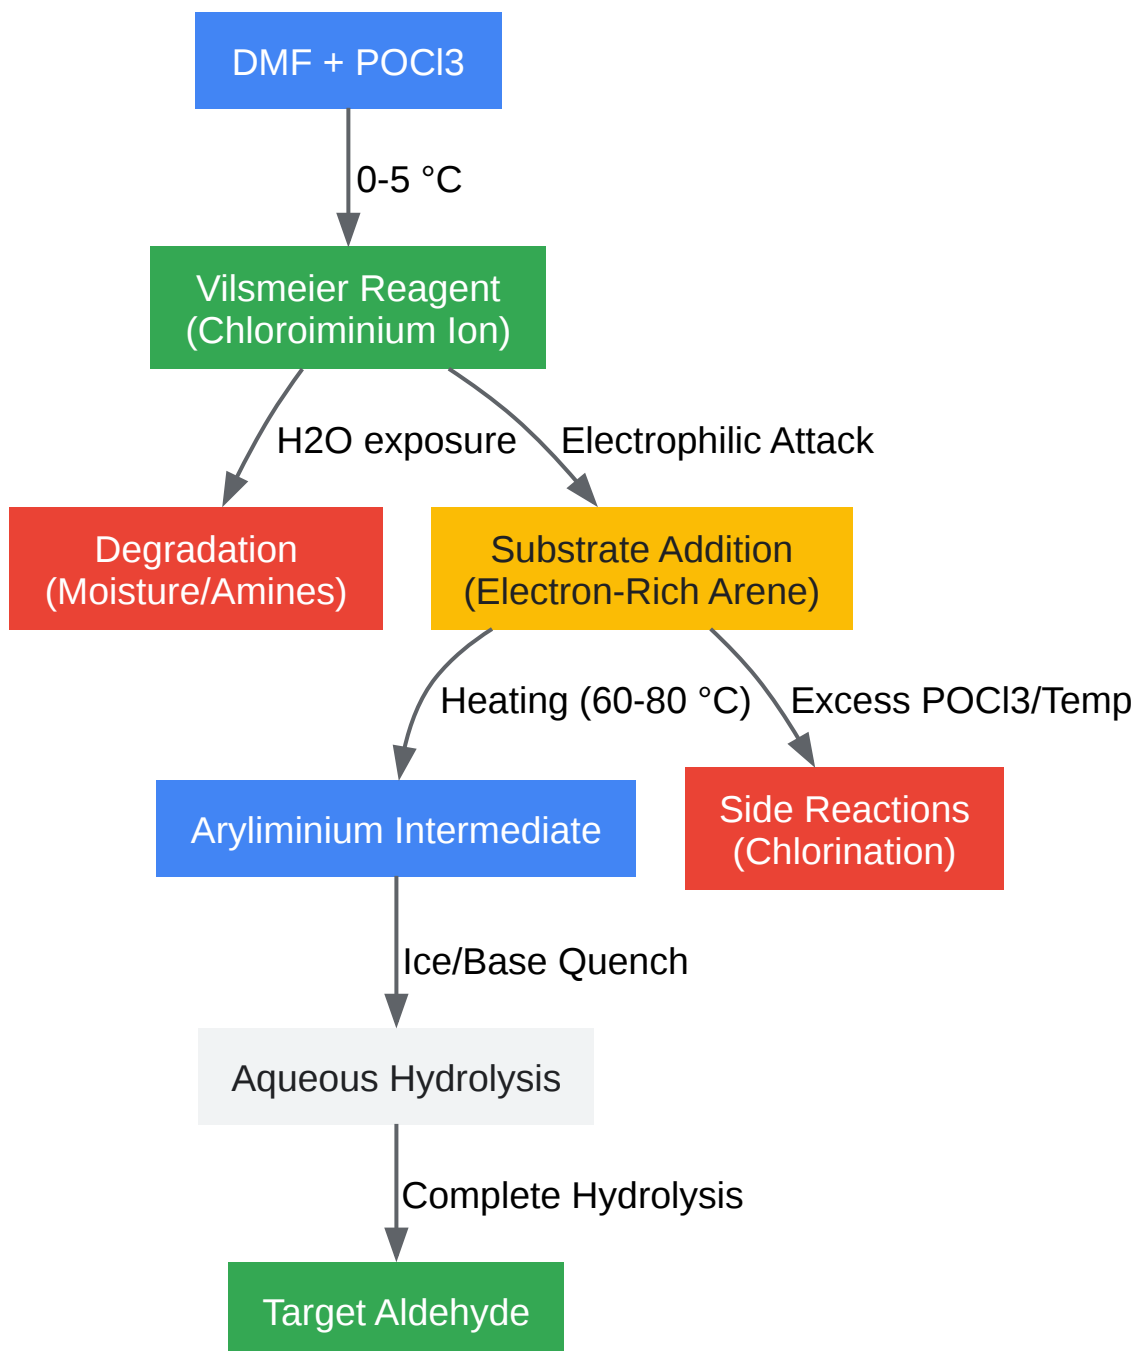 DMF + POCl3
0-5 °C
Vilsmeier Reagent
(Chloroiminium Ion)
H2O exposure
Electrophilic Attack
Degradation
(Moisture/Amines)
Substrate Addition
(Electron-Rich Arene)
Heating (60-80 °C)
Excess POCl3/Temp
Aryliminium Intermediate
Side Reactions
(Chlorination)
Ice/Base Quench
Aqueous Hydrolysis
Complete Hydrolysis
Target Aldehyde